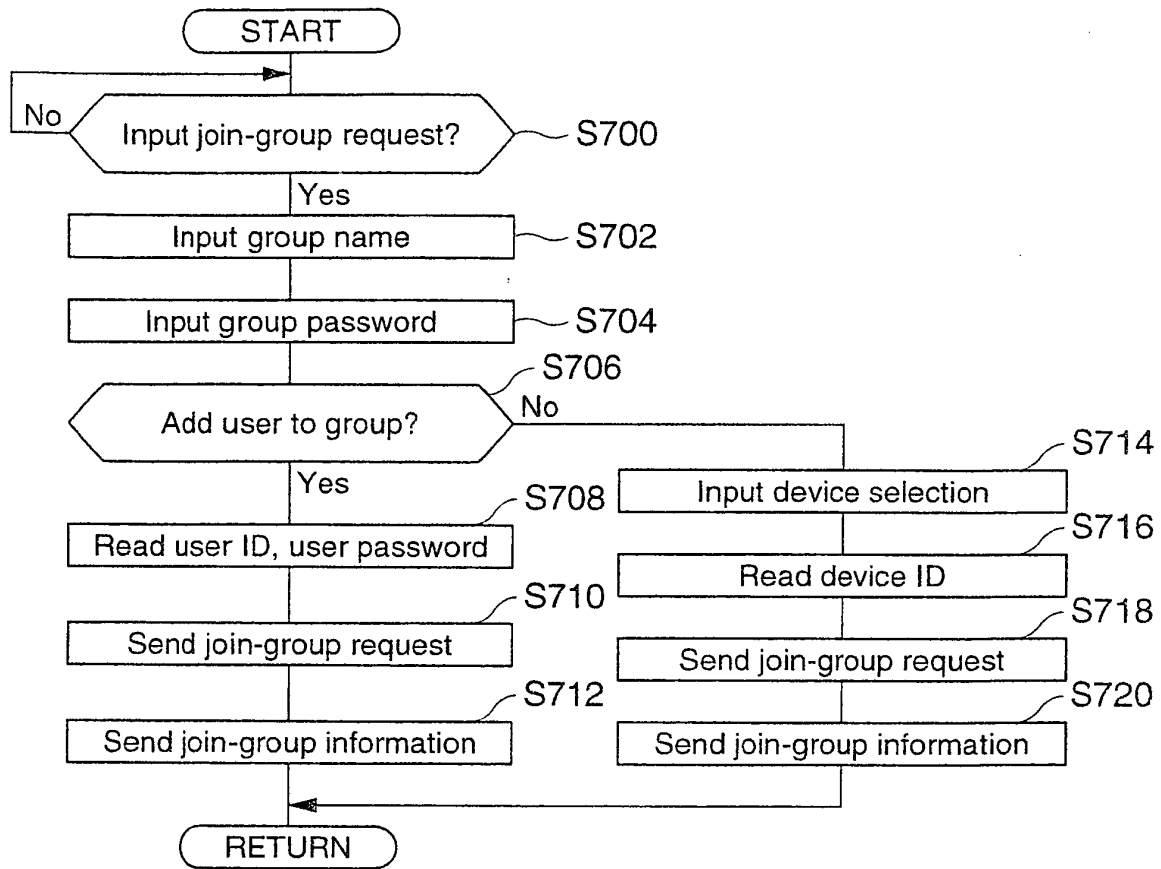 START
No
Input join-group request?
S700
Yes
Input group name
S702
Input group password
S704
S706
Add user to group?
No
Yes
S714
Input device selection
S708
Read user ID, user password
S716
Read device ID
S710
Send join-group request
S718
Send join-group request
S712
Send join-group information
S720
Send join-group information
RETURN